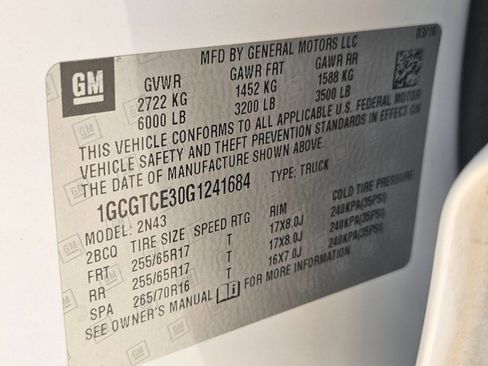 GM
MFD BY GENERAL MOTORS LLC
03/16
GVWR GAWR FRT GAWR RR
2722 KG 1452 KG 1588 KG
6000 LB 3200 LB 3500 LB
THIS VEHICLE CONFORMS TO ALL APPLICABLE U.S. FEDERAL MOTOR
VEHICLE SAFETY AND THEFT PREVENTION STANDARDS IN EFFECT ON
THE DATE OF MANUFACTURE SHOWN ABOVE.
1GCGTCE30G1241684 TYPE: TRUCK
MODEL: 2N43 COLD TIRE PRESSURE
2BCQ TIRE SIZE SPEED RTG RIM
FRT 255/65R17 T 17X8.0J 240KPA(35PSI)
RR 255/65R17 T 17X8.0J 240KPA(35PSI)
SPA 265/70R16 T 16X7.0J 240KPA(35PSI)
SEE OWNER'S MANUAL FOR MORE INFORMATION